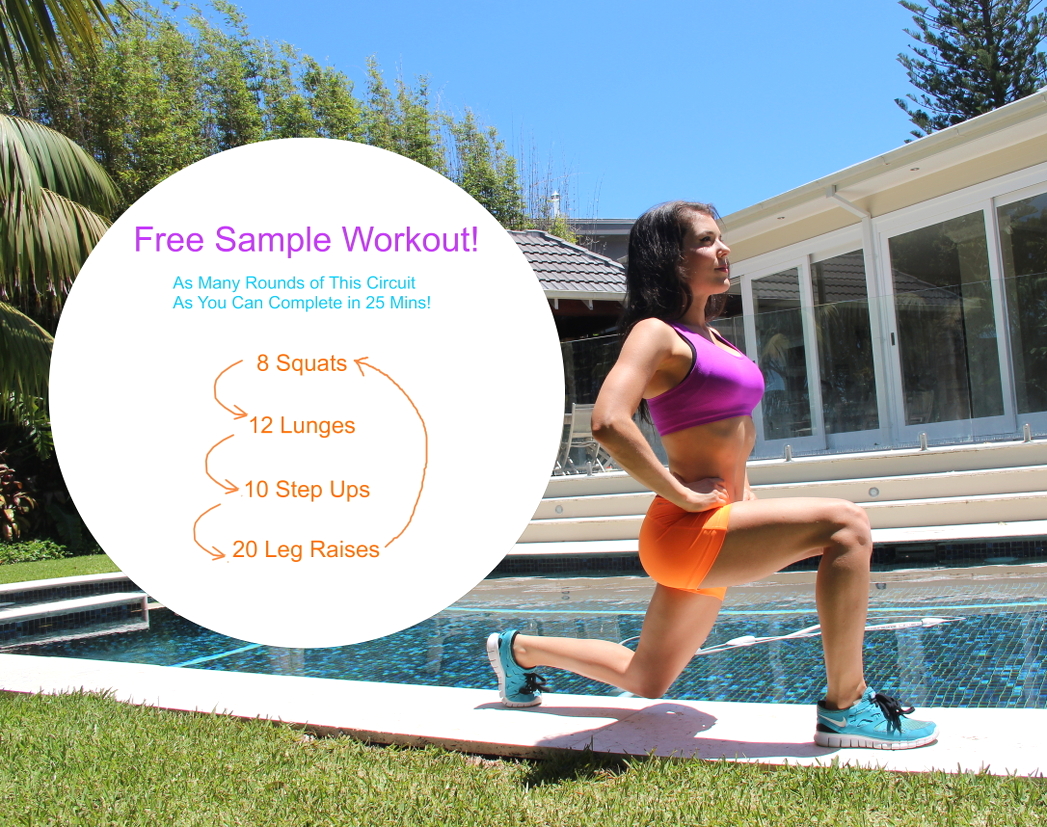 Free Sample Workout!
As Many Rounds of This Circuit
As You Can Complete in 25 Mins!
8 Squats
12 Lunges
10 Step Ups
20 Leg Raises